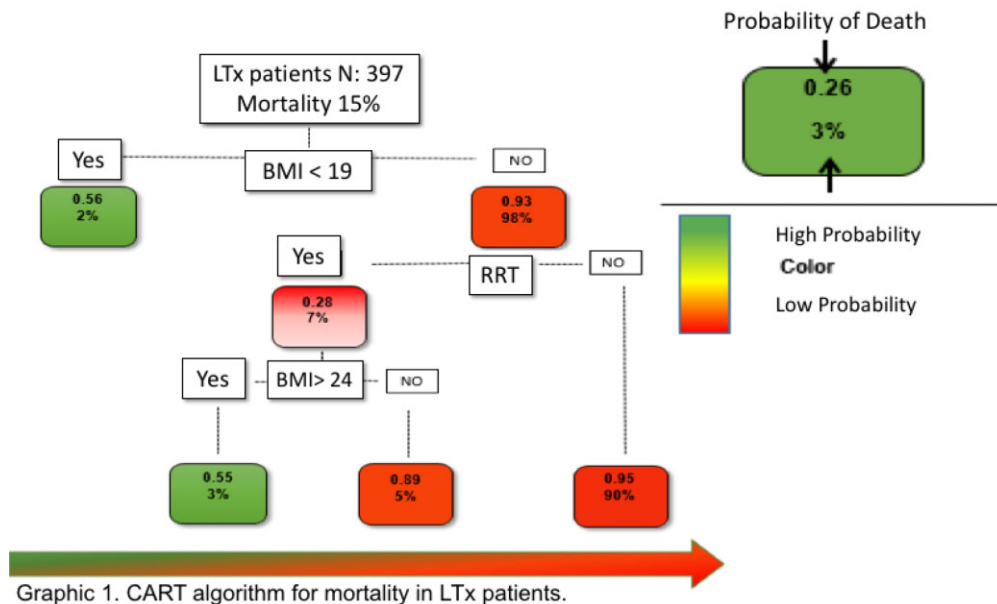 LTx patients N: 397
Mortality 15%
Yes
BMI < 19
NO
0.56
2%
0.93
98%
Yes
RRT
NO
0.28
7%
Yes
BMI> 24
NO
0.55
3%
0.89
5%
0.95
90%
Probability of Death
0.26
3%
High Probability
Color
Low Probability
Graphic 1. CART algorithm for mortality in LTx patients.